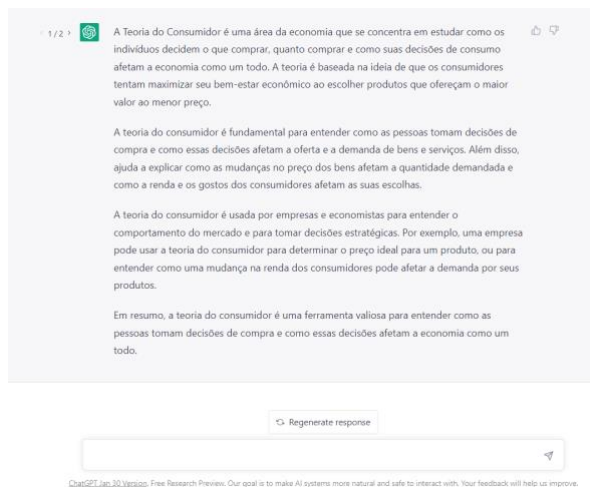 < 1 / 2 >
A Teoria do Consumidor é uma área da economia que se concentra em estudar como os
indivíduos decidem o que comprar, quanto comprar e como suas decisões de consumo
afetam a economia como um todo. A teoria é baseada na ideia de que os consumidores
tentam maximizar seu bem-estar econômico ao escolher produtos que ofereçam o maior
valor ao menor preço.
A teoria do consumidor é fundamental para entender como as pessoas tomam decisões de
compra e como essas decisões afetam a oferta e a demanda de bens e serviços. Além disso,
ajuda a explicar como as mudanças no preço dos bens afetam a quantidade demandada e
como a renda e os gostos dos consumidores afetam as suas escolhas.
A teoria do consumidor é usada por empresas e economistas para entender o
comportamento do mercado e para tomar decisões estratégicas. Por exemplo, uma empresa
pode usar a teoria do consumidor para determinar o preço ideal para um produto, ou para
entender como uma mudança na renda dos consumidores pode afetar a demanda por seus
produtos.
Em resumo, a teoria do consumidor é uma ferramenta valiosa para entender como as
pessoas tomam decisões de compra e como essas decisões afetam a economia como um
todo.
Regenerate response
ChatGPT Jan 30 Version. Free Research Preview. Our goal is to make AI systems more natural and safe to interact with. Your feedback will help us improve.